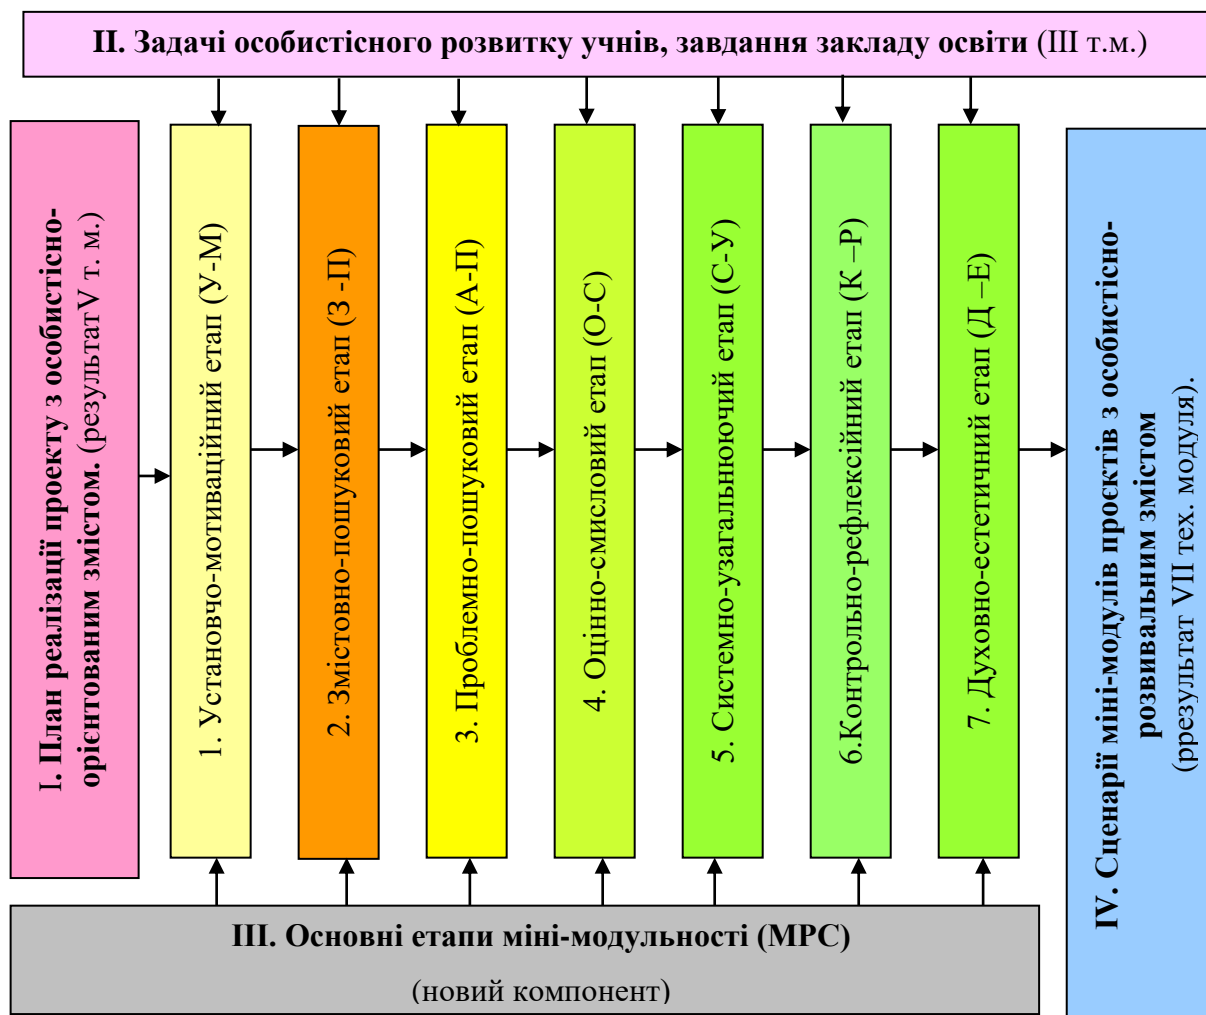 II. Задачі особистісного розвитку учнів, завдання закладу освіти (III т.м.)
I. План реалізації проекту з особистісно-
орієнтованим змістом. (результат V т. м.)
1. Установчо-мотиваційний етап (У-М)
2. Змістовно-пошуковий етап (З -П)
3. Проблемно-пошуковий етап (А-П)
4. Оцінно-смисловий етап (О-С)
5. Системно-узагальнюючий етап (С-У)
6.Контрольно-рефлексійний етап (К –Р)
7. Духовно-естетичний етап (Д –Е)
IV. Сценарії міні-модулів проєктів з особистісно-
розвивальним змістом
(ррезультат VII тех. модуля).
III. Основні етапи міні-модульності (МРС)
(новий компонент)